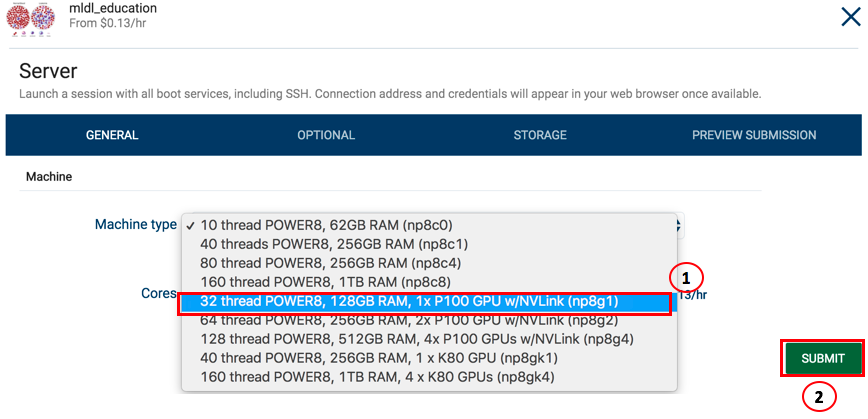 mldl_education
From $0.13/hr
Server
Launch a session with all boot services, including SSH. Connection address and credentials will appear in your web browser once available.
GENERAL OPTIONAL STORAGE PREVIEW SUBMISSION
Machine
Machine type
✓ 10 thread POWER8, 62GB RAM (np8c0)
40 threads POWER8, 256GB RAM (np8c1)
80 thread POWER8, 256GB RAM (np8c4)
160 thread POWER8, 1TB RAM (np8c8)
1
Cores
32 thread POWER8, 128GB RAM, 1x P100 GPU w/NVLink (np8g1)
13/hr
64 thread POWER8, 256GB RAM, 2x P100 GPU w/NVLink (np8g2)
128 thread POWER8, 512GB RAM, 4x P100 GPUs w/NVLink (np8g4)
40 thread POWER8, 256GB RAM, 1 x K80 GPU (np8gk1)
160 thread POWER8, 1TB RAM, 4 x K80 GPUs (np8gk4)
SUBMIT
2